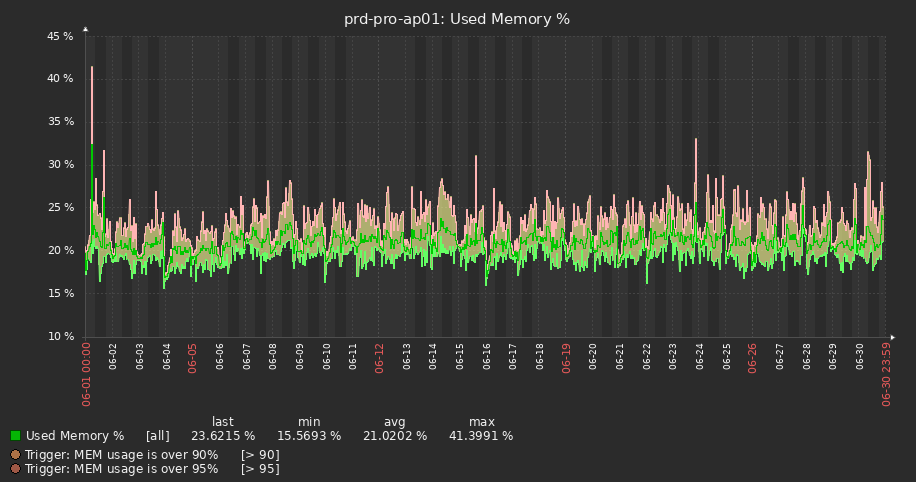 prd-pro-ap01: Used Memory %
45 %
40 %
35 %
30 %
25 %
20 %
15 %
10 %
06-01 00:00 06-02 06-03 06-04 06-05 06-06 06-07 06-08 06-09 06-10 06-11 06-12 06-13 06-14 06-15 06-16 06-17 06-18 06-19 06-20 06-21 06-22 06-23 06-24 06-25 06-26 06-27 06-28 06-29 06-30 06-30 23:59
last min avg max
Used Memory % [all] 23.6215 % 15.5693 % 21.0202 % 41.3991 %
Trigger: MEM usage is over 90% [> 90]
Trigger: MEM usage is over 95% [> 95]